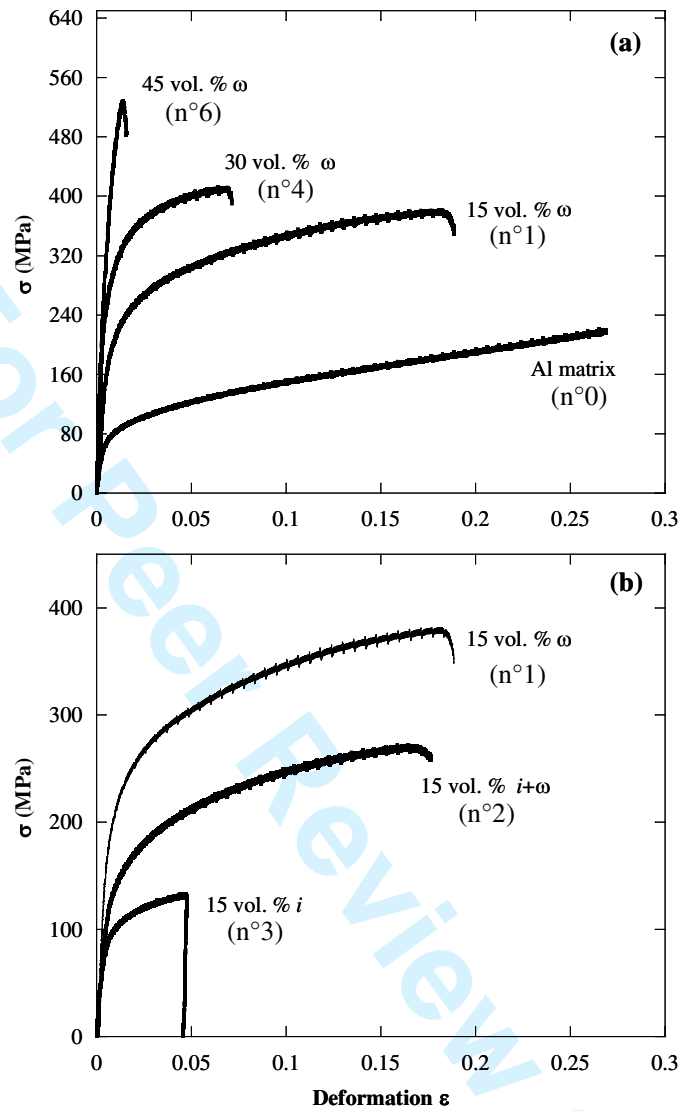 640
(a)
560
45 vol. % ω
(n°6)
480
30 vol. % ω
(n°4)
400
15 vol. % ω
(n°1)
320
σ (MPa)
240
160
Al matrix
(n°0)
80
0
0 0.05 0.1 0.15 0.2 0.25 0.3
(b)
400
15 vol. % ω
(n°1)
300
σ (MPa)
15 vol. % i+ω
(n°2)
200
15 vol. % i
(n°3)
100
0
0 0.05 0.1 0.15 0.2 0.25 0.3
Deformation ε
For Peer Review